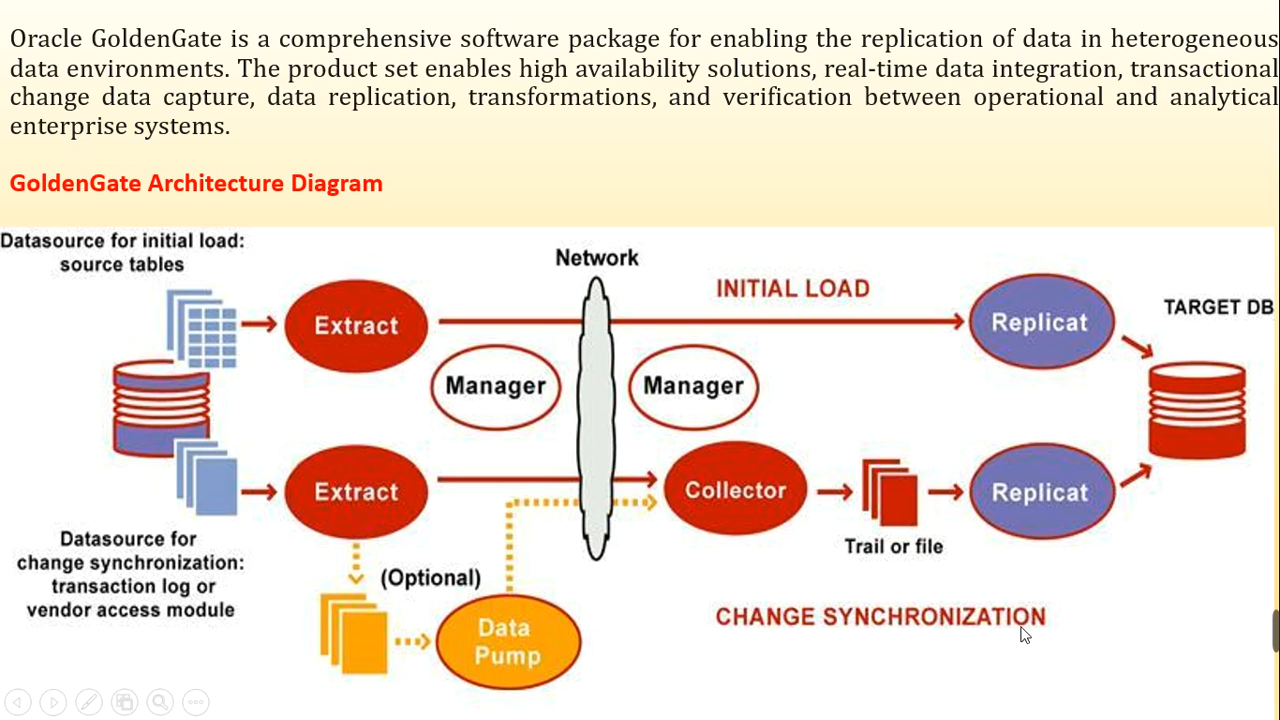 Oracle GoldenGate is a comprehensive software package for enabling the replication of data in heterogeneous
data environments. The product set enables high availability solutions, real-time data integration, transactional
change data capture, data replication, transformations, and verification between operational and analytical
enterprise systems.
GoldenGate Architecture Diagram
Datasource for initial load:
source tables
Network
INITIAL LOAD
TARGET DB
Extract
Replicat
Manager
Manager
Extract
Collector
Replicat
Trail or file
Datasource for
change synchronization:
transaction log or
vendor access module
(Optional)
Data
Pump
CHANGE SYNCHRONIZATION